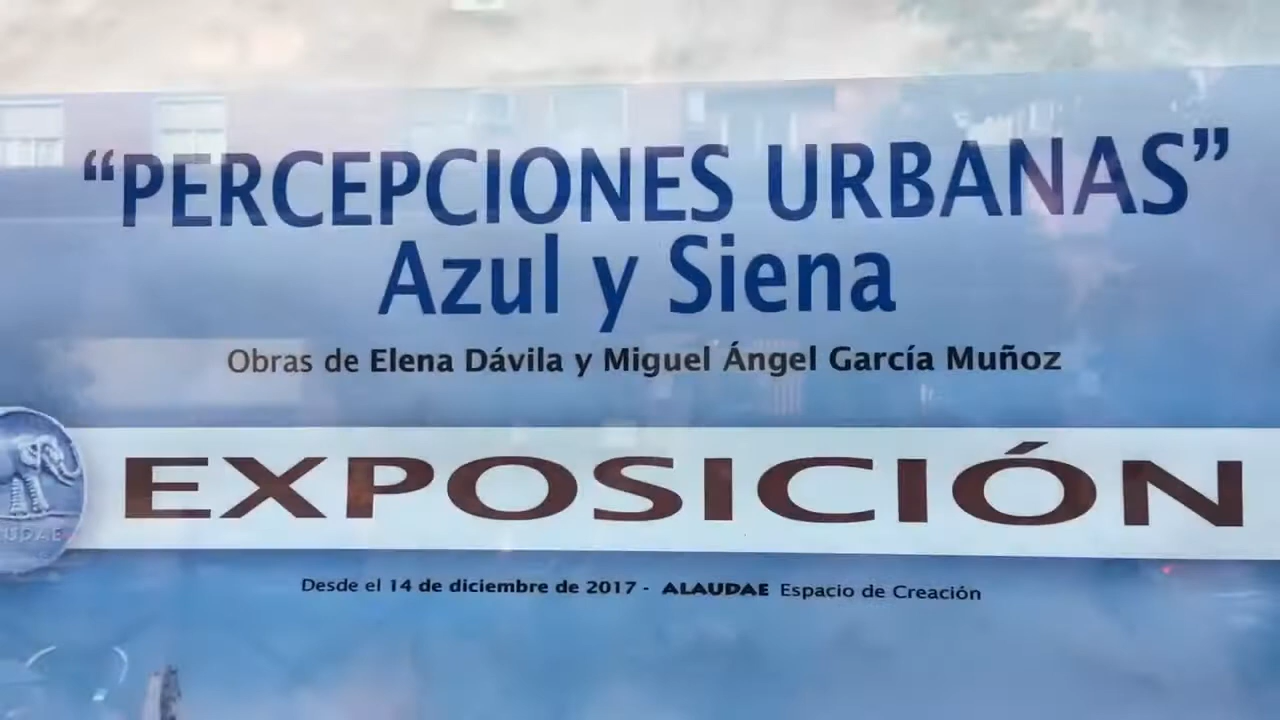 “PERCEPCIONES URBANAS”
Azul y Siena
Obras de Elena Dávila y Miguel Ángel García Muñoz
EXPOSICIÓN
UDAE
Desde el 14 de diciembre de 2017 - ALAUDAE Espacio de Creación